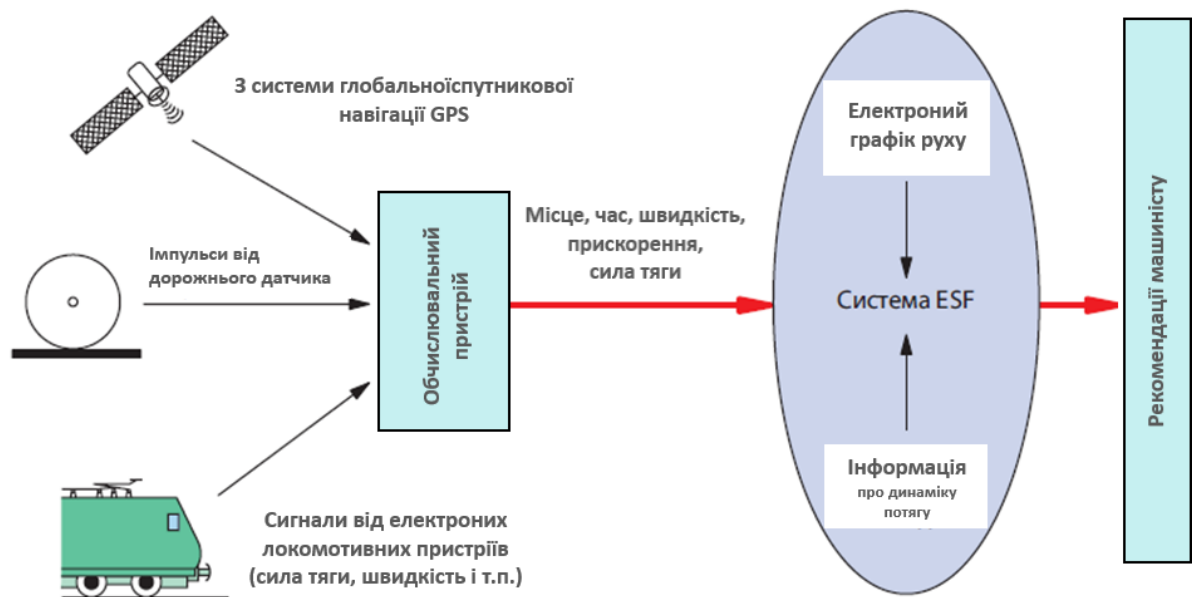 З системи глобальноїспутникової
навігації GPS
Імпульси від
дорожнього датчика
Сигнали від електроних
локомотивних пристріїв
(сила тяги, швидкість і т.п.)
Обчислювальний
пристрій
Місце, час, швидкість,
прискорення,
сила тяги
Електроний
графік руху
Система ESF
Інформація
про динаміку
потягу
Рекомендації машиністу